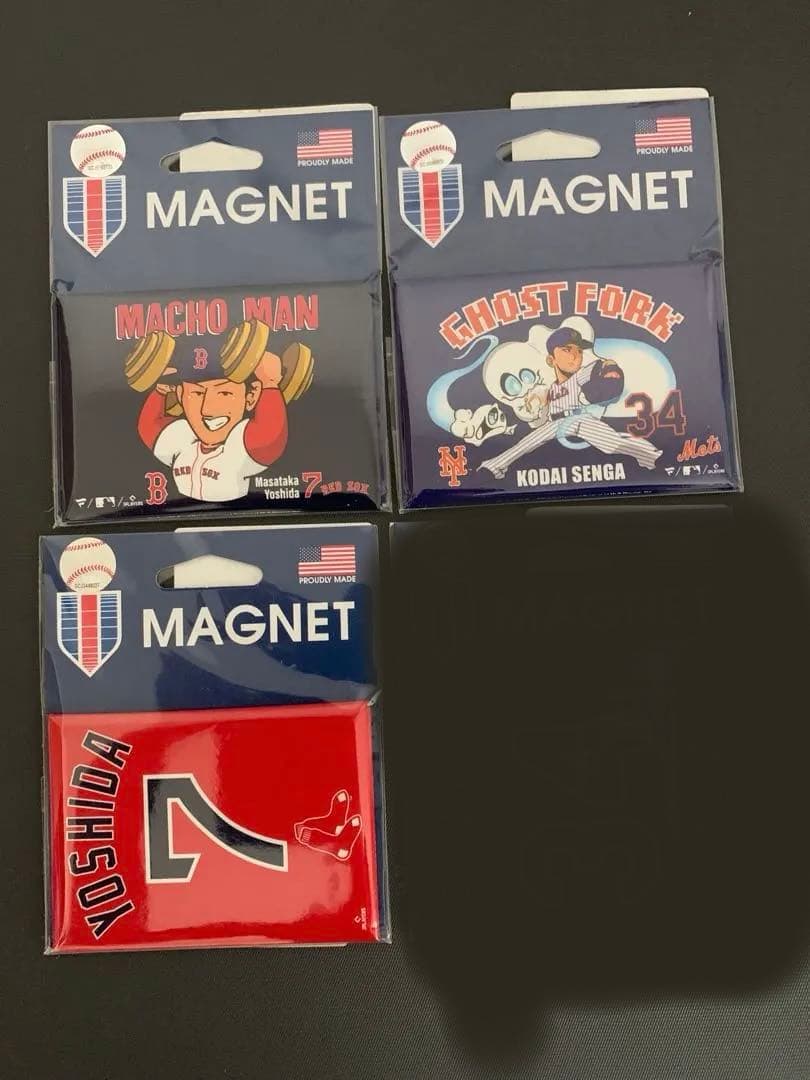 PROUDLY MADE
MAGNET
MACHO MAN
B
RED SOX
B
Masataka
Yoshida
7
RED SOX
PROUDLY MADE
MAGNET
GHOST FORK
34
NY
Mets
KODAI SENGA
PROUDLY MADE
MAGNET
YOSHIDA
7